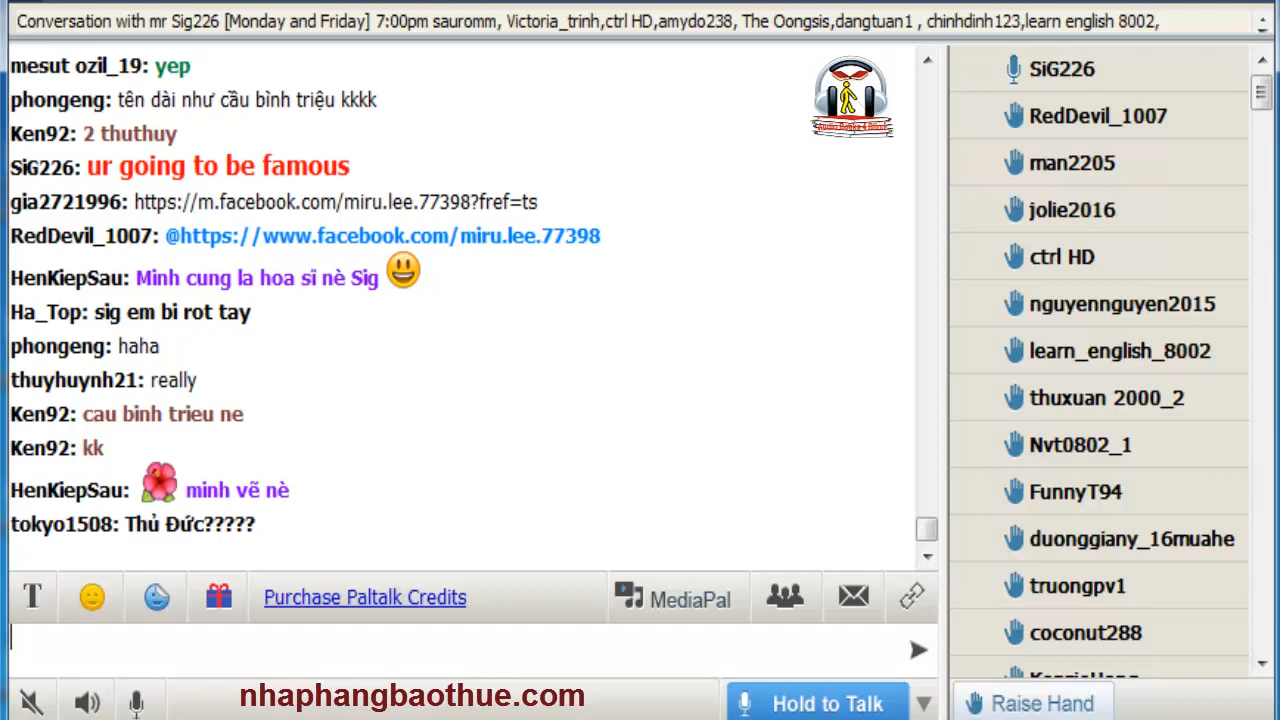 Conversation with mr Sig226 [Monday and Friday] 7:00pm sauromm, Victoria_trinh,ctrl HD,amydo238, The Oongsis,dangtuan1 , chinhdinh123,learn english 8002,
mesut ozil_19: yep
phongeng: tên dài như cầu bình triệu kkkk
Ken92: 2 thuthuy
SiG226: ur going to be famous
gia2721996: https://m.facebook.com/miru.lee.77398?fref=ts
RedDevil_1007: @https://www.facebook.com/miru.lee.77398
HenKiepSau: Minh cung la hoa sĩ nè Sig
Ha_Top: sig em bi rot tay
phongeng: haha
thuyhuynh21: really
Ken92: cau binh trieu ne
Ken92: kk
HenKiepSau: minh vẽ nè
tokyo1508: Thủ Đức?????
T
Purchase Paltalk Credits
MediaPal
nhaphangbaothue.com
Hold to Talk
SiG226
RedDevil_1007
man2205
jolie2016
ctrl HD
nguyennguyen2015
learn_english_8002
thuxuan 2000_2
Nvt0802_1
FunnyT94
duonggiany_16muahe
truongpv1
coconut288
Raise Hand